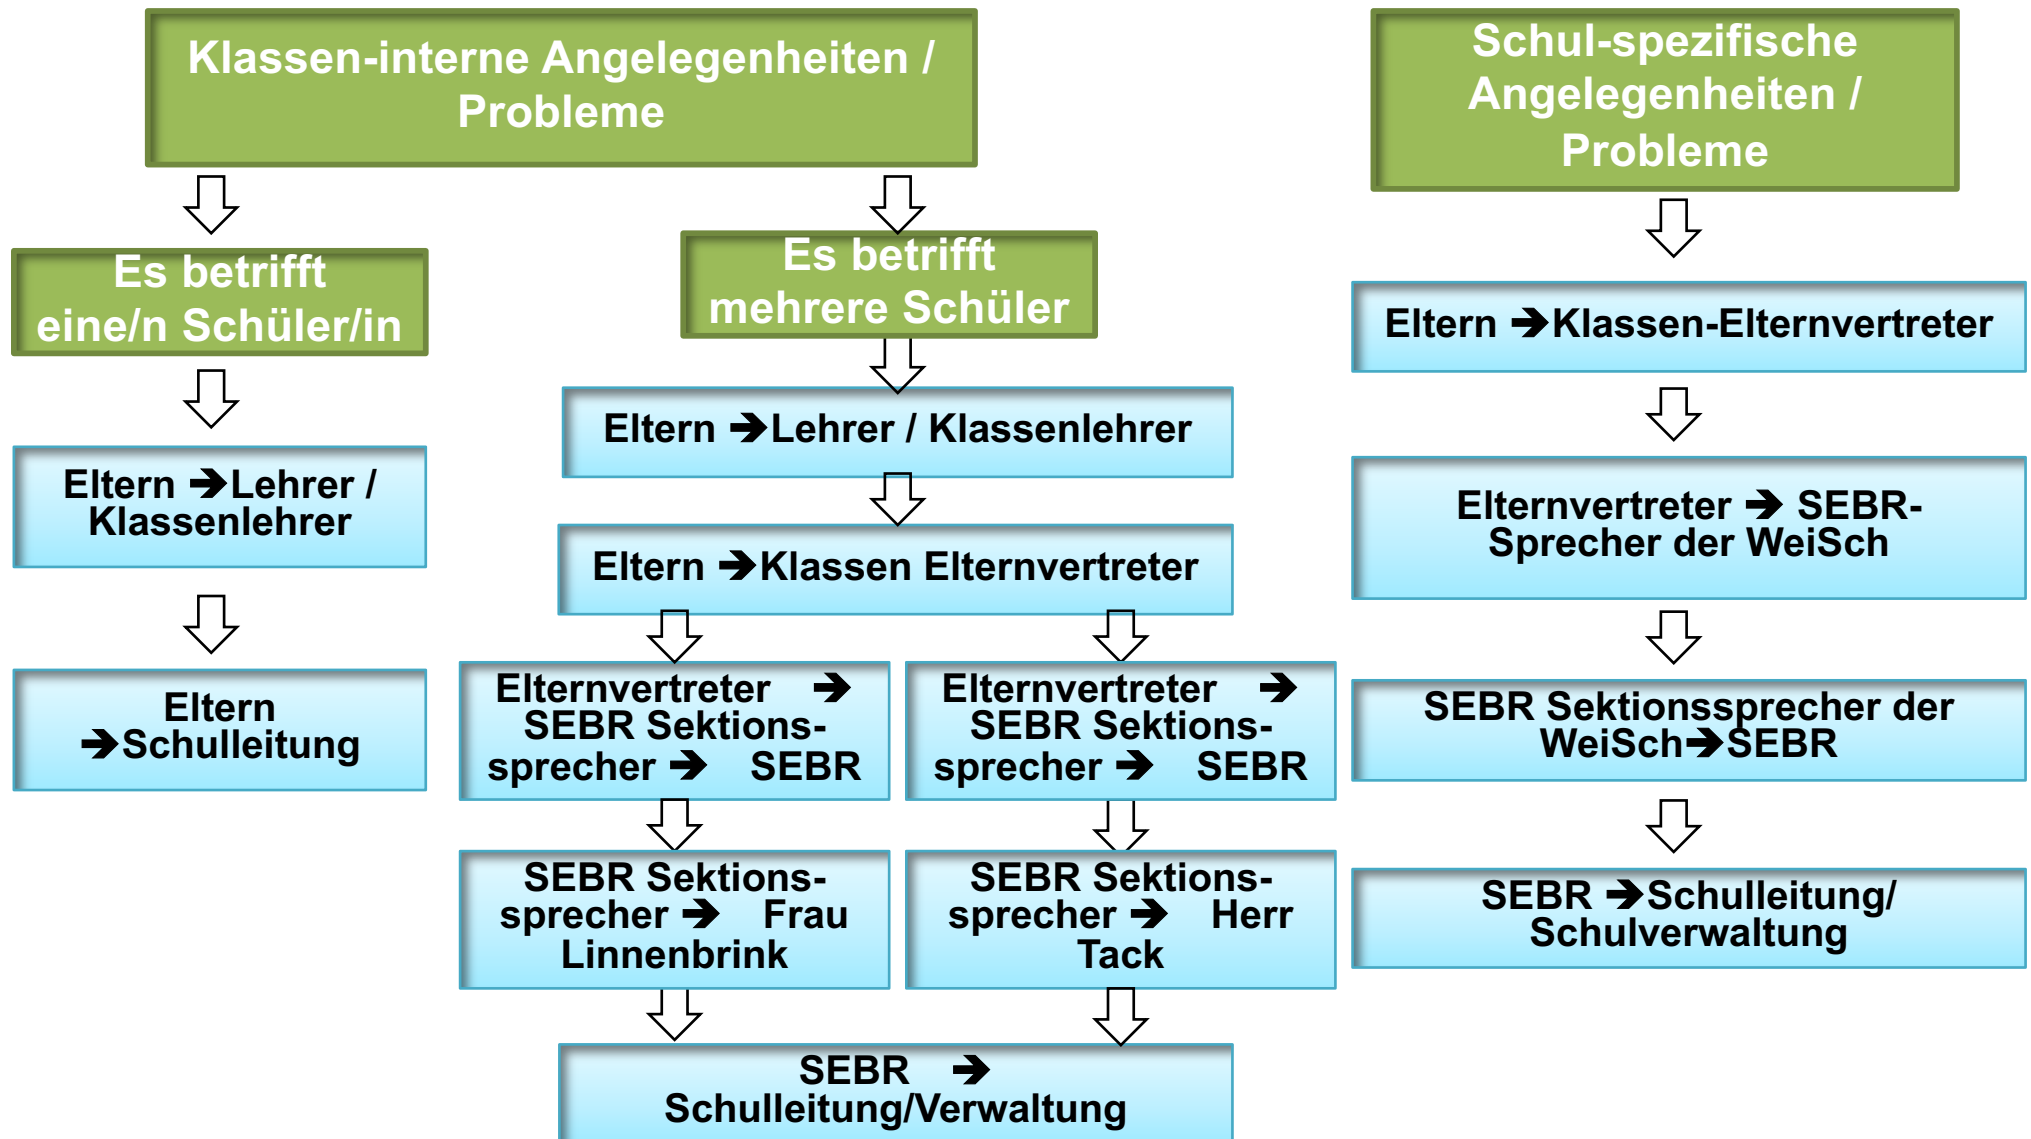 Klassen-interne Angelegenheiten /
Probleme
Es betrifft
eine/n Schüler/in
Eltern ➔Lehrer /
Klassenlehrer
Eltern
➔Schulleitung
Es betrifft
mehrere Schüler
Eltern ➔Lehrer / Klassenlehrer
Eltern ➔Klassen Elternvertreter
Elternvertreter ➔
SEBR Sektions-
sprecher ➔ SEBR
SEBR Sektions-
sprecher ➔ Frau
Linnenbrink
Elternvertreter ➔
SEBR Sektions-
sprecher ➔ SEBR
SEBR Sektions-
sprecher ➔ Herr
Tack
SEBR ➔
Schulleitung/Verwaltung
Schul-spezifische
Angelegenheiten /
Probleme
Eltern ➔Klassen-Elternvertreter
Elternvertreter ➔ SEBR-
Sprecher der WeiSch
SEBR Sektionssprecher der
WeiSch➔SEBR
SEBR ➔Schulleitung/
Schulverwaltung